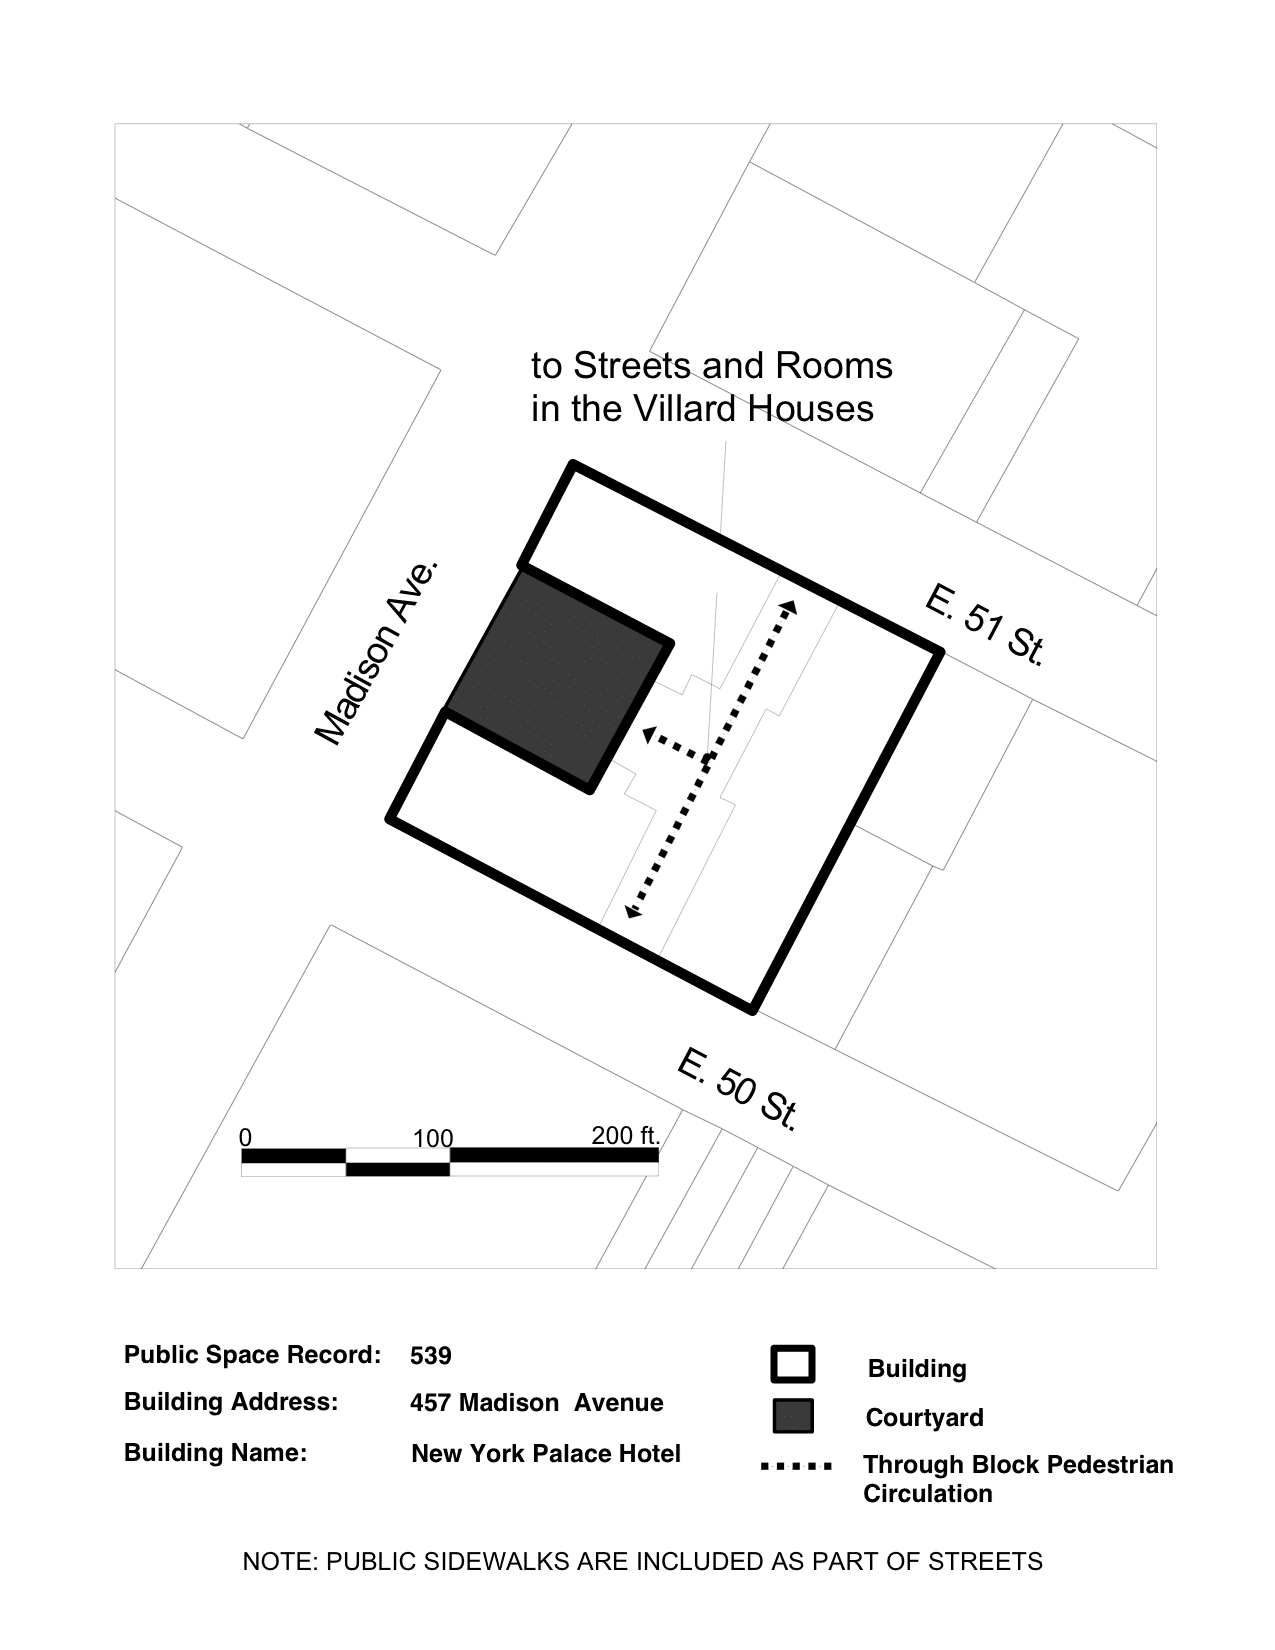 to Streets and Rooms
in the Villard Houses
Madison Ave.
E. 51 St.
E. 50 St.
0 100 200 ft.
Public Space Record: 539
Building Address: 457 Madison Avenue
Building Name: New York Palace Hotel
Building
Courtyard
Through Block Pedestrian
Circulation
NOTE: PUBLIC SIDEWALKS ARE INCLUDED AS PART OF STREETS